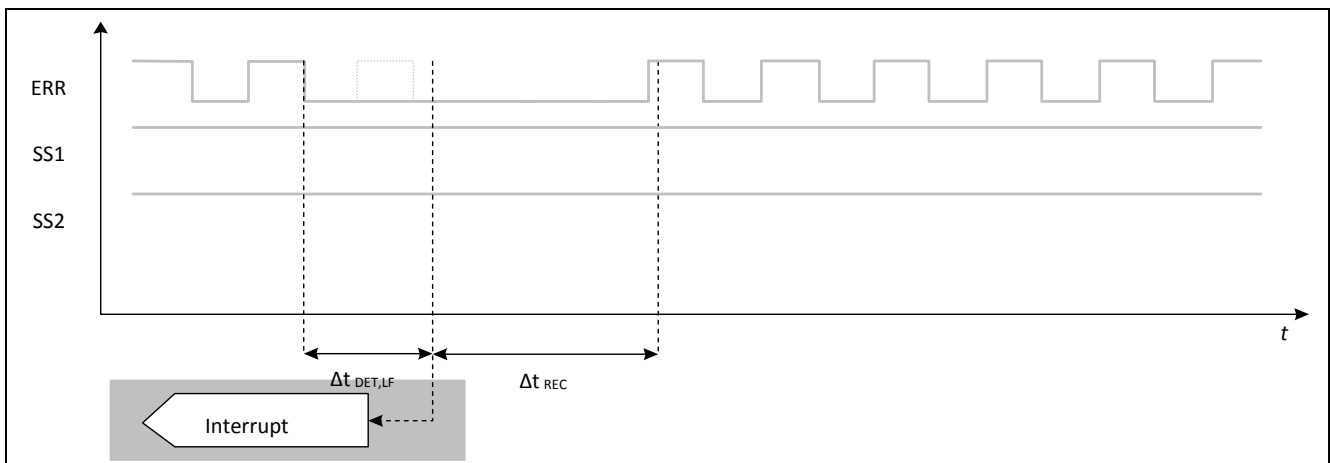 ERR
SS1
SS2
t
Δt DET,LF
Δt REC
Interrupt